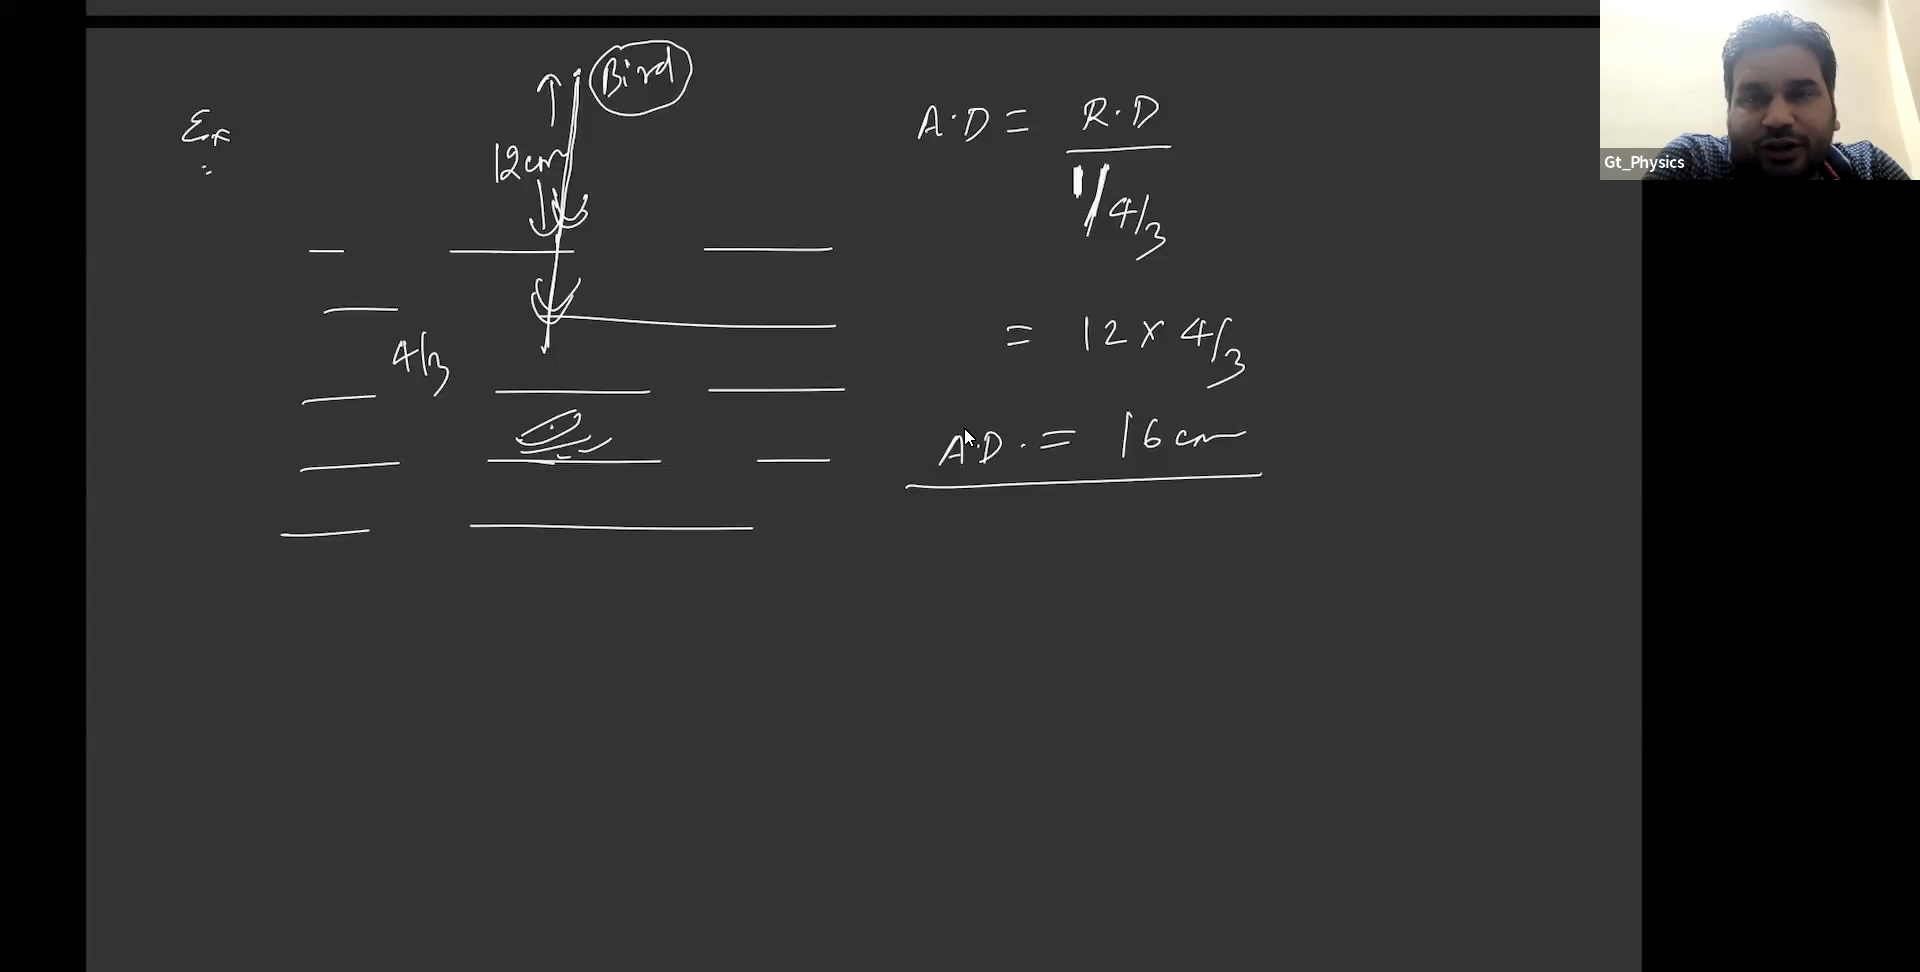 Ex
Bird
12cm
4/3
A.D = R.D
1/4/3
= 12 x 4/3
A.D. = 16 cm
Gt_Physics